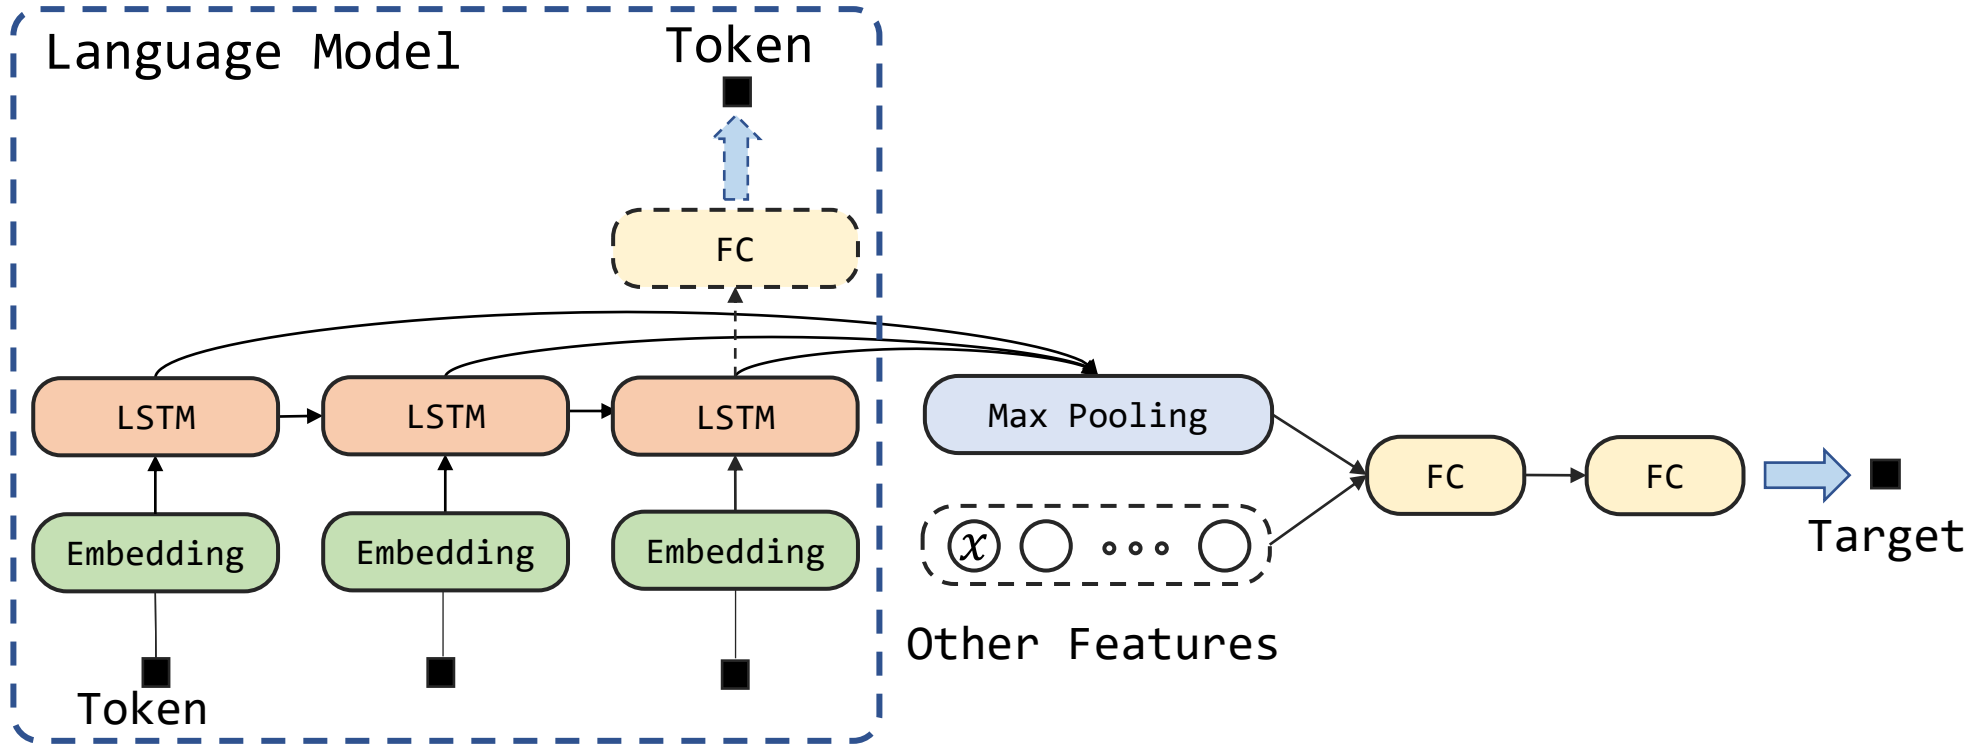 Language Model
Token
FC
LSTM
LSTM
LSTM
Max Pooling
FC
FC
Embedding
Embedding
Embedding
x
Target
Other Features
Token